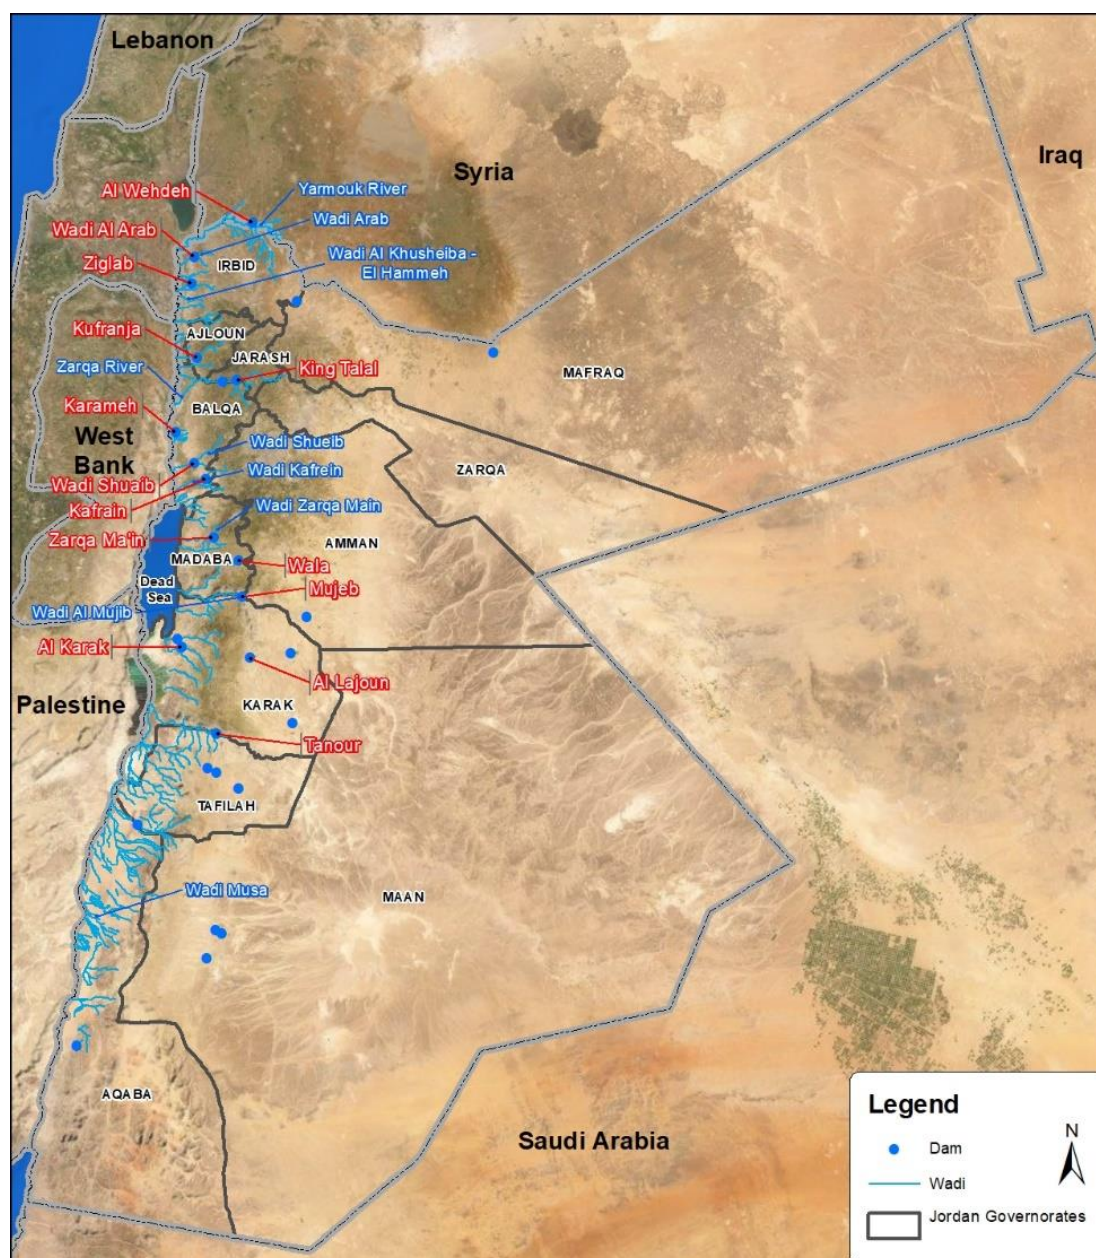 Lebanon
Syria
Iraq
Al Wehdeh
Yarmouk River
Wadi Al Arab
Wadi Arab
Ziglab
IRBID
Wadi Al Khusheiba -
El Hammeh
Kufranja
AJLOUN
JARASH
Zarqa River
King Talal
MAFRAQ
Karameh
BALQA
West
Bank
Wadi Shueib
Wadi Shuaib
Wadi Kafrein
ZARQA
Kafrain
Wadi Zarqa Main
Zarqa Ma'in
AMMAN
MADABA
Wala
Dead
Sea
Mujeb
Wadi Al Mujib
Al Karak
Al Lajoun
Palestine
KARAK
Tanour
TAFILAH
Wadi Musa
MAAN
AQABA
Saudi Arabia
Legend
N
Dam
Wadi
Jordan Governorates